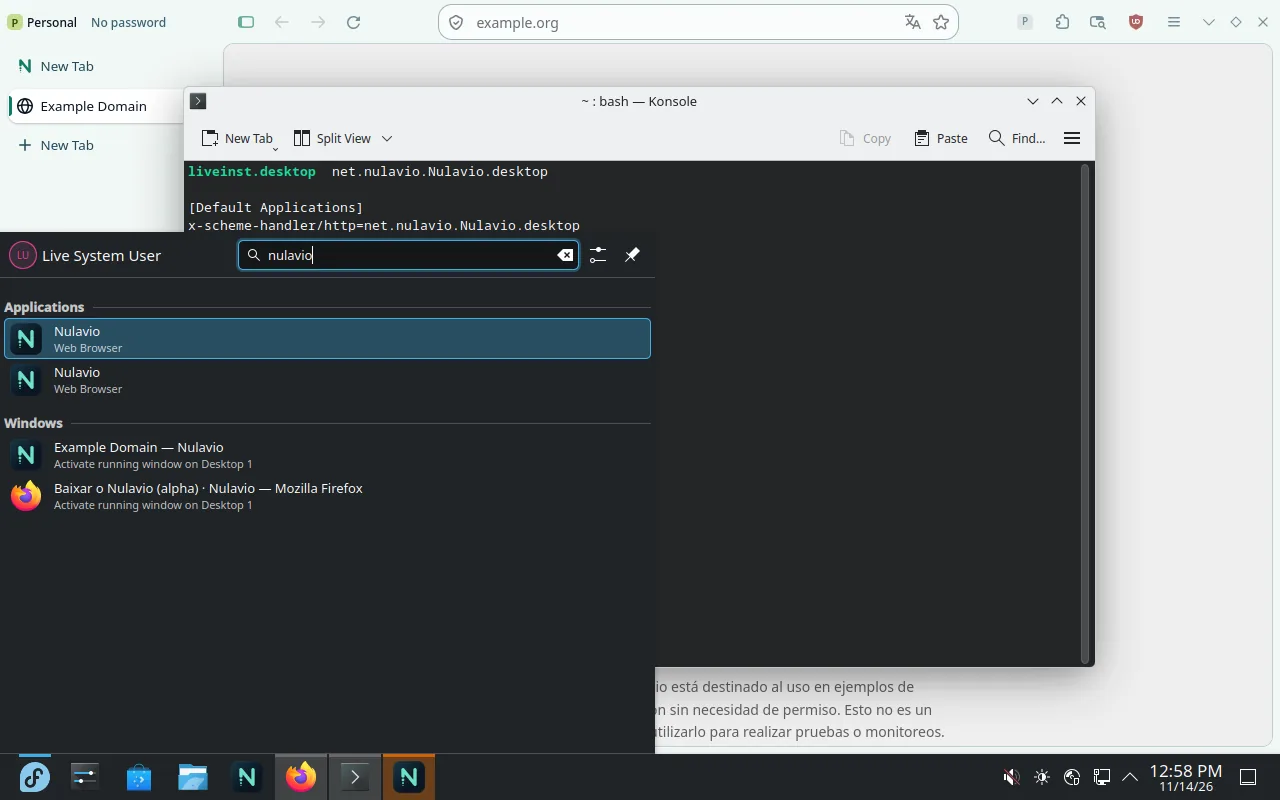 P Personal No password
example.org
P
New Tab
Example Domain
New Tab
~ : bash — Konsole
New Tab
Split View
Copy
Paste
Find...
liveinst.desktop net.nulavio.Nulavio.desktop
[Default Applications]
x-scheme-handler/http=net.nulavio.Nulavio.desktop
LU Live System User
nulavio
Applications
Nulavio
Web Browser
Nulavio
Web Browser
Windows
Example Domain — Nulavio
Activate running window on Desktop 1
Baixar o Nulavio (alpha) · Nulavio — Mozilla Firefox
Activate running window on Desktop 1
io está destinado al uso en ejemplos de
n sin necesidad de permiso. Esto no es un
utilizarlo para realizar pruebas o monitoreos.
12:58 PM
11/14/26